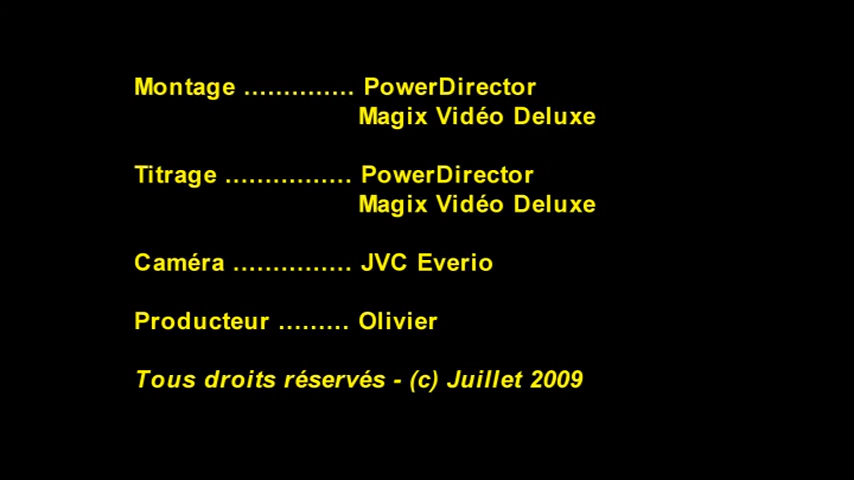 Montage .............. PowerDirector
Magix Vidéo Deluxe
Titrage ................ PowerDirector
Magix Vidéo Deluxe
Caméra ............... JVC Everio
Producteur ......... Olivier
Tous droits réservés - (c) Juillet 2009